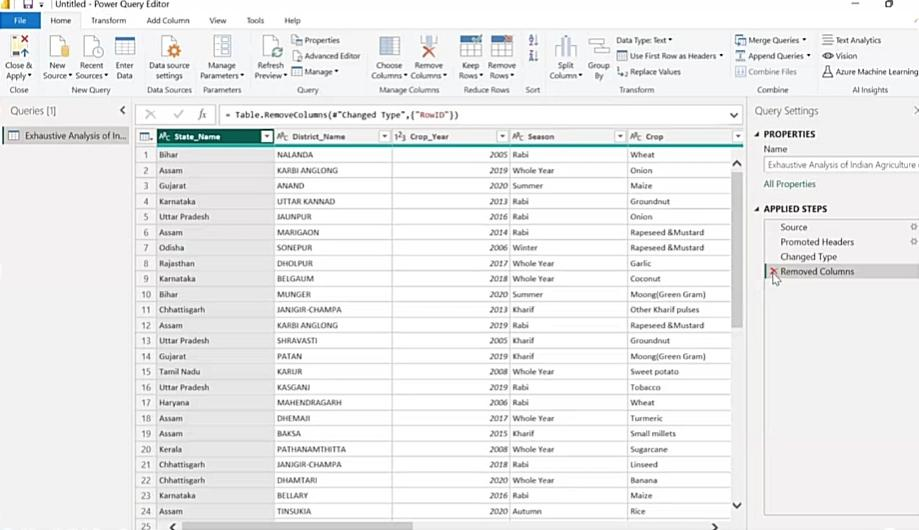 Untitled - Power Query Editor
File Home Transform Add Column View Tools Help
Close & Apply New Source Recent Sources Enter Data Data source settings Manage Parameters Refresh Preview Properties Advanced Editor Manage Choose Columns Remove Columns Keep Rows Remove Rows Split Column Group By Data Type: Text Use First Row as Headers Replace Values Merge Queries Append Queries Combine Files Text Analytics Vision Azure Machine Learning
Close New Query Data Sources Parameters Query Manage Columns Reduce Rows Sort Transform Combine AI Insights
Queries [1] fx = Table.RemoveColumns(#"Changed Type",{"RowID"}) Query Settings
Exhaustive Analysis of In...
ABC State_Name ABC District_Name 123 Crop_Year ABC Season ABC Crop
1 Bihar NALANDA 2005 Rabi Wheat
2 Assam KARBI ANGLONG 2019 Whole Year Onion
3 Gujarat ANAND 2020 Summer Maize
4 Karnataka UTTAR KANNAD 2013 Rabi Groundnut
5 Uttar Pradesh JAUNPUR 2016 Rabi Onion
6 Assam MARIGAON 2014 Rabi Rapeseed &Mustard
7 Odisha SONEPUR 2006 Winter Rapeseed &Mustard
8 Rajasthan DHOLPUR 2017 Whole Year Garlic
9 Karnataka BELGAUM 2018 Whole Year Coconut
10 Bihar MUNGER 2020 Summer Moong(Green Gram)
11 Chhattisgarh JANJGIR-CHAMPA 2013 Kharif Other Kharif pulses
12 Assam KARBI ANGLONG 2019 Rabi Rapeseed &Mustard
13 Uttar Pradesh SHRAVASTI 2005 Kharif Groundnut
14 Gujarat PATAN 2019 Kharif Moong(Green Gram)
15 Tamil Nadu KARUR 2008 Whole Year Sweet potato
16 Uttar Pradesh KASGANJ 2019 Rabi Tobacco
17 Haryana MAHENDRAGARH 2006 Rabi Wheat
18 Assam DHEMAJI 2017 Whole Year Turmeric
19 Assam BAKSA 2015 Kharif Small millets
20 Kerala PATHANAMTHITTA 2008 Whole Year Sugarcane
21 Chhattisgarh JANJGIR-CHAMPA 2018 Rabi Linseed
22 Chhattisgarh DHAMTARI 2020 Whole Year Banana
23 Karnataka BELLARY 2016 Rabi Maize
24 Assam TINSUKIA 2020 Autumn Rice
25
PROPERTIES
Name
Exhaustive Analysis of Indian Agriculture
All Properties
APPLIED STEPS
Source
Promoted Headers
Changed Type
Removed Columns